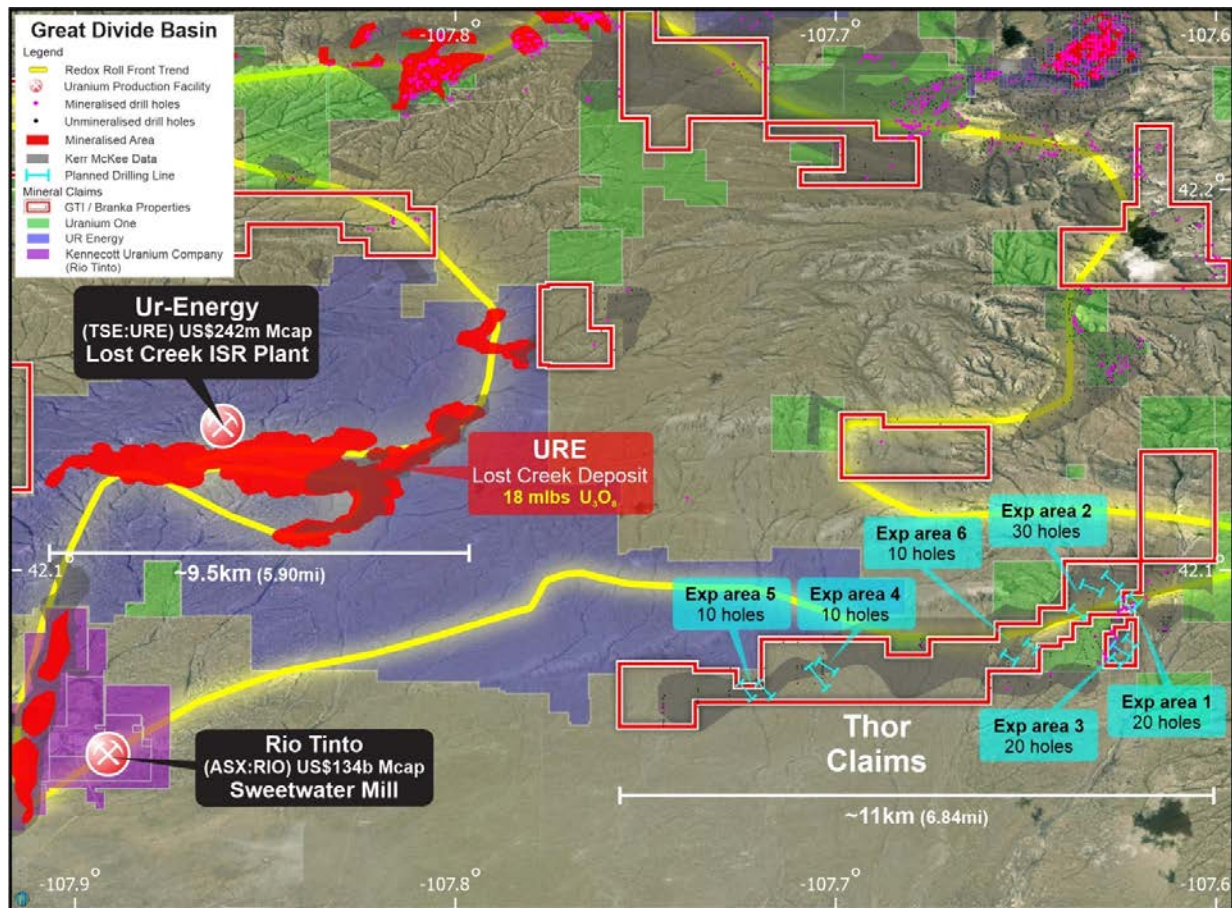 Great Divide Basin
Legend
Redox Roll Front Trend
Uranium Production Facility
Mineralised drill holes
Unmineralised drill holes
Mineralised Area
Kerr McKee Data
Planned Drilling Line
Mineral Claims
GTI / Branka Properties
Uranium One
UR Energy
Kennecott Uranium Company
(Rio Tinto)
-107.8°
-107.7°
-107.6°
42.2°
Ur-Energy
(TSE:URE) US$242m Mcap
Lost Creek ISR Plant
URE
Lost Creek Deposit
18 mlbs U₃O₈
~9.5km (5.90mi)
42.1°
42.1°
Exp area 2
30 holes
Exp area 6
10 holes
Exp area 5
10 holes
Exp area 4
10 holes
Exp area 1
20 holes
Exp area 3
20 holes
Thor
Claims
Rio Tinto
(ASX:RIO) US$134b Mcap
Sweetwater Mill
~11km (6.84mi)
-107.9°
-107.8°
-107.7°
-107.6°